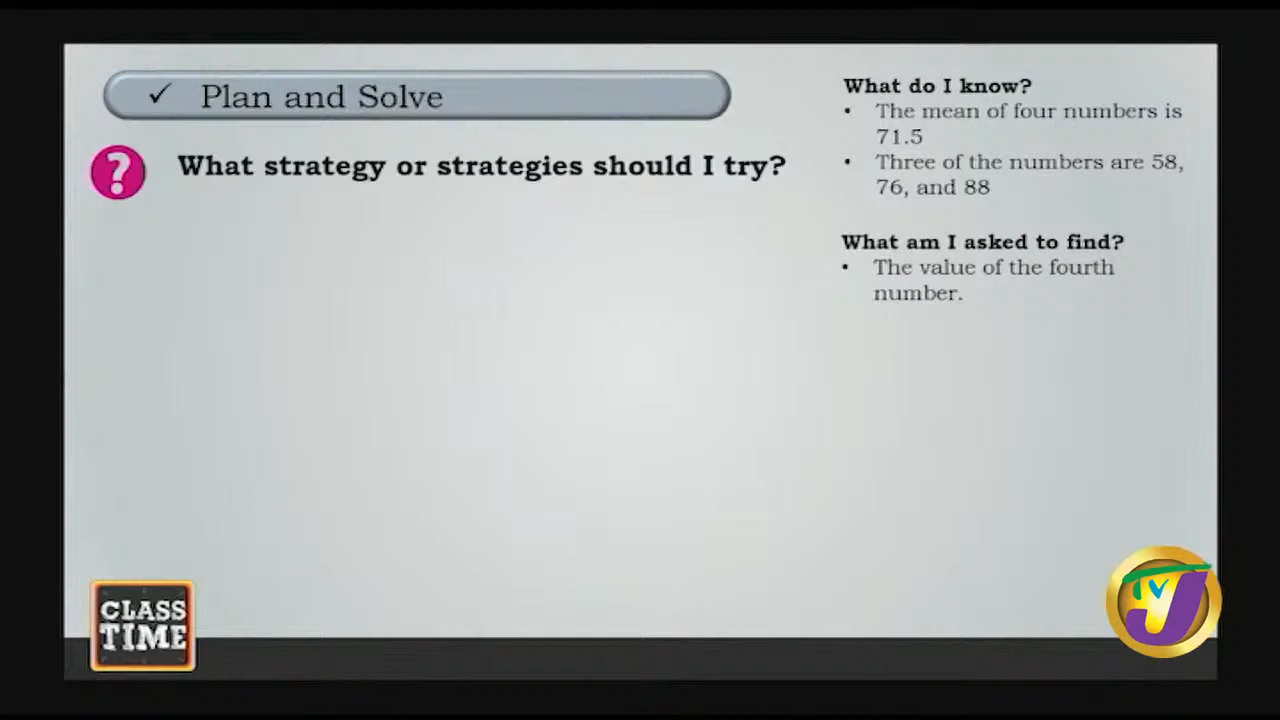 ✓ Plan and Solve
? What strategy or strategies should I try?
What do I know?
• The mean of four numbers is
71.5
• Three of the numbers are 58,
76, and 88
What am I asked to find?
• The value of the fourth
number.
CLASS
TIME
TVJ